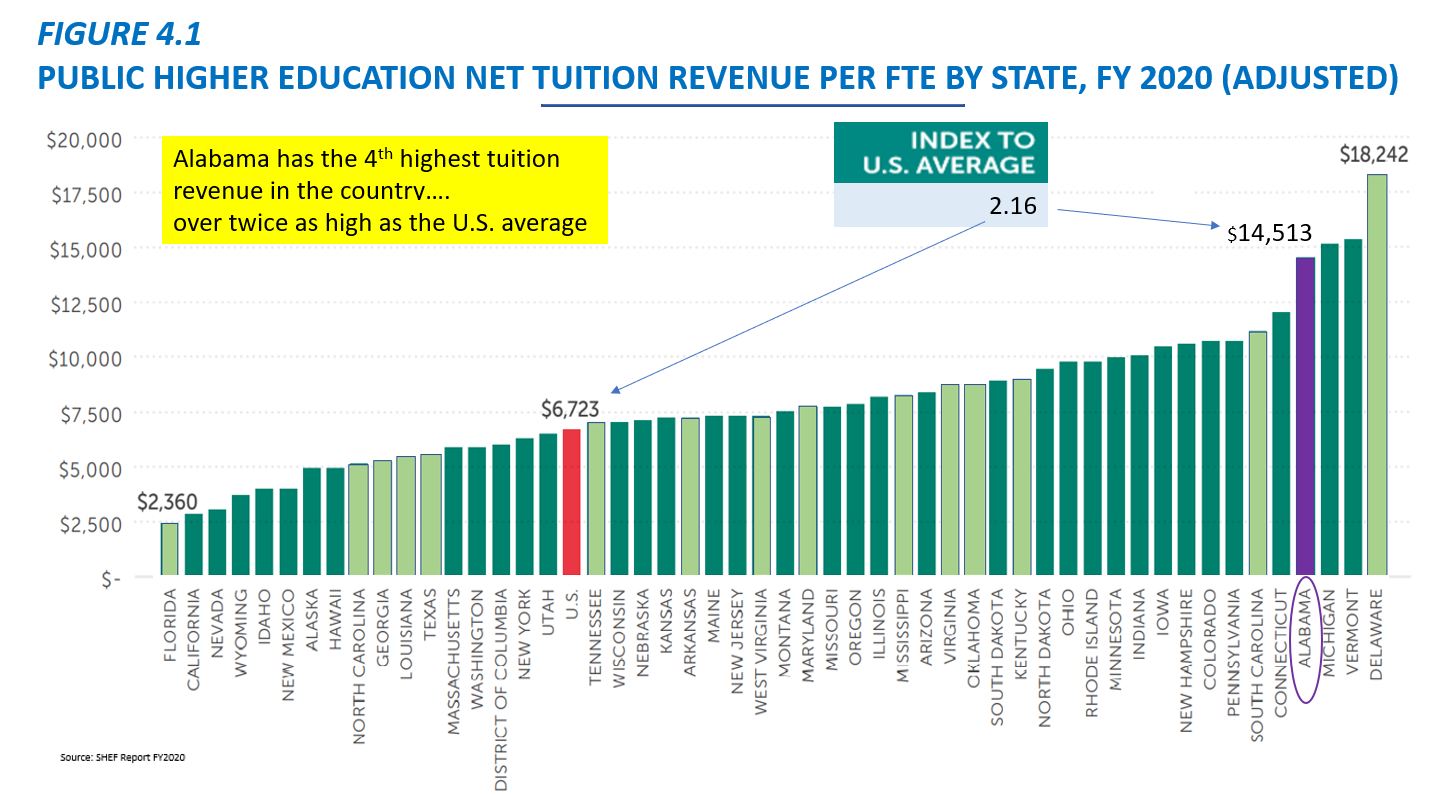 FIGURE 4.1
PUBLIC HIGHER EDUCATION NET TUITION REVENUE PER FTE BY STATE, FY 2020 (ADJUSTED)
$20,000
$17,500
$15,000
$12,500
$10,000
$7,500
$5,000
$2,500
$-
Alabama has the 4th highest tuition
revenue in the country....
over twice as high as the U.S. average
INDEX TO
U.S. AVERAGE
2.16
$2,360
$6,723
$14,513
$18,242
FLORIDA
CALIFORNIA
NEVADA
WYOMING
IDAHO
NEW MEXICO
ALASKA
HAWAII
NORTH CAROLINA
GEORGIA
LOUISIANA
TEXAS
MASSACHUSETTS
WASHINGTON
DISTRICT OF COLUMBIA
NEW YORK
UTAH
U.S.
TENNESSEE
WISCONSIN
NEBRASKA
KANSAS
ARKANSAS
MAINE
NEW JERSEY
WEST VIRGINIA
MONTANA
MARYLAND
MISSOURI
OREGON
ILLINOIS
MISSISSIPPI
ARIZONA
VIRGINIA
OKLAHOMA
SOUTH DAKOTA
KENTUCKY
NORTH DAKOTA
OHIO
RHODE ISLAND
MINNESOTA
INDIANA
IOWA
NEW HAMPSHIRE
COLORADO
PENNSYLVANIA
SOUTH CAROLINA
CONNECTICUT
ALABAMA
MICHIGAN
VERMONT
DELAWARE
Source: SHEF Report FY2020